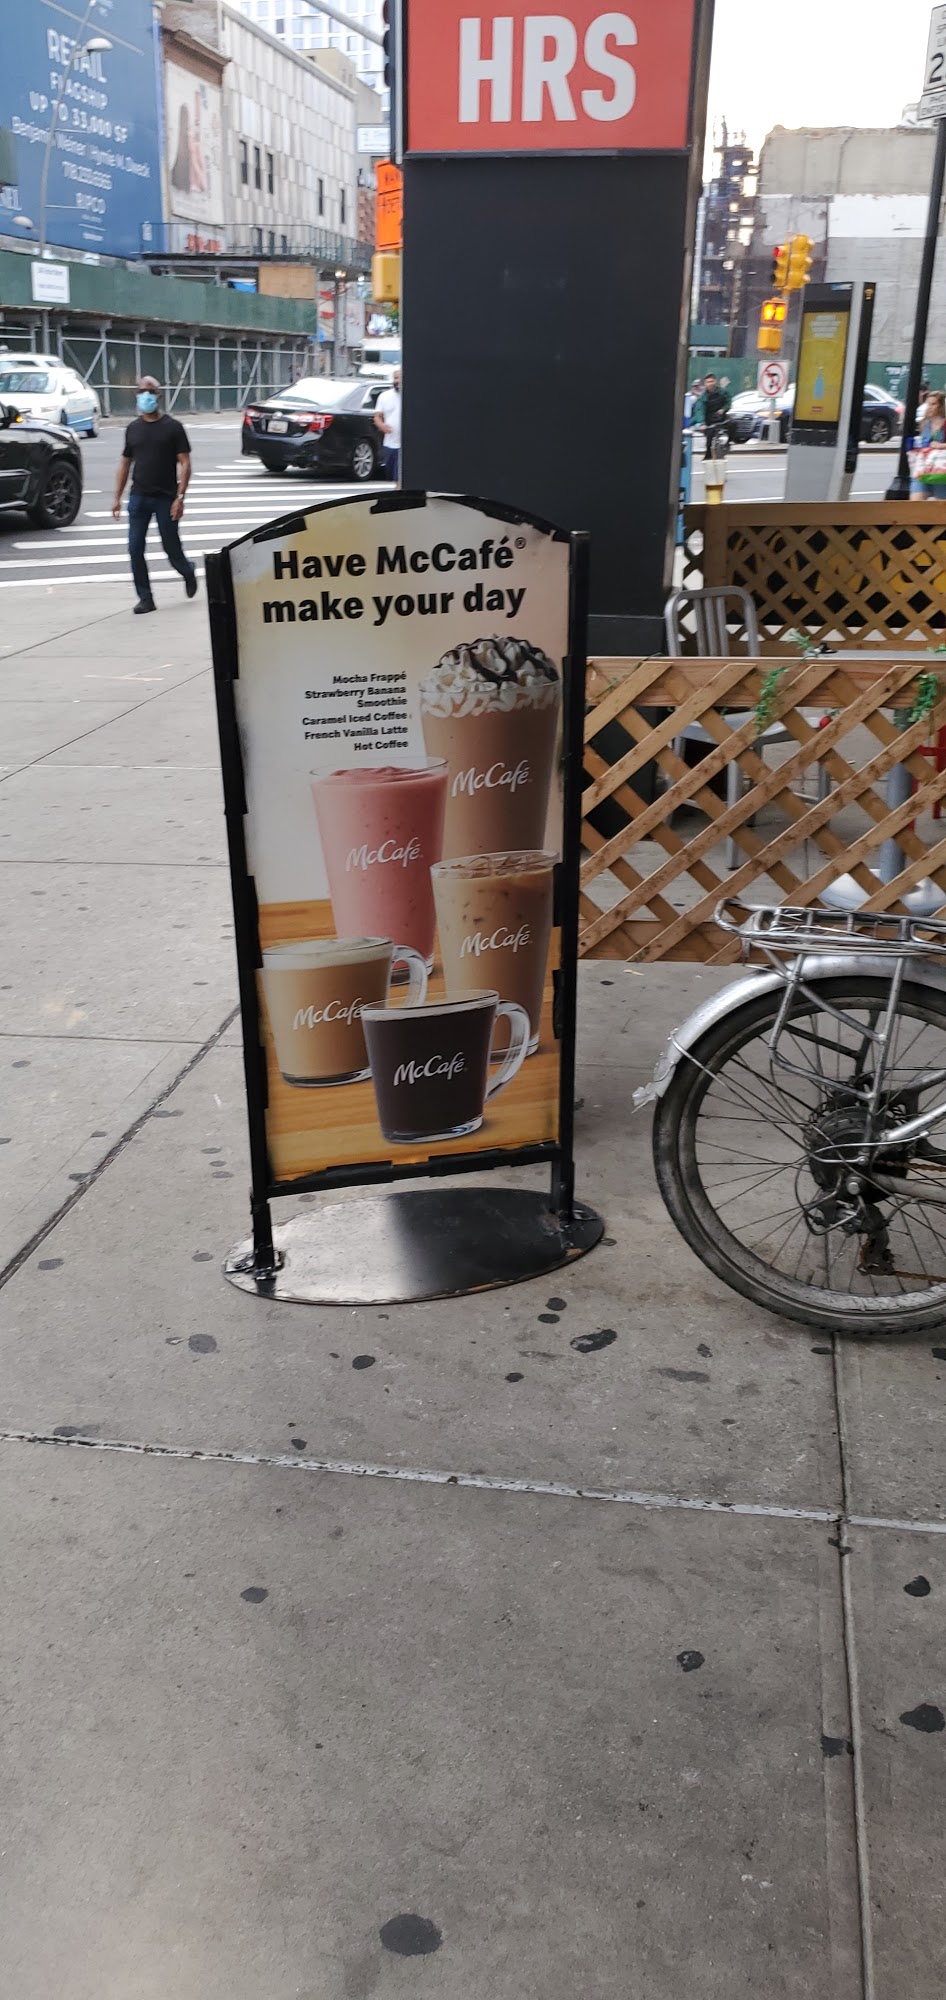 HRS
RETAIL
FLAGSHIP
UP TO 33,000 SF
RIPCO
Have McCafé®
make your day
Mocha Frappé
Strawberry Banana
Smoothie
Caramel Iced Coffee
French Vanilla Latte
Hot Coffee
McCafé
McCafé
McCafé
McCafé
McCafé